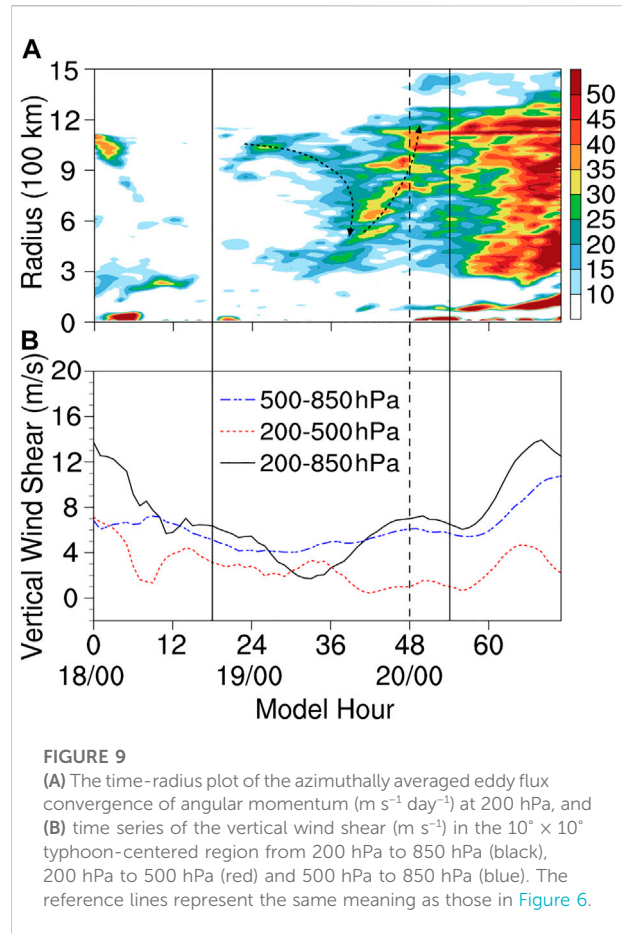 A
15
12
9
6
3
0
Radius (100 km)
50
45
40
35
30
25
20
15
10
B
20
16
12
8
4
0
Vertical Wind Shear (m/s)
500-850hPa
200-500hPa
200-850hPa
0 12 24 36 48 60
18/00 19/00 20/00
Model Hour
FIGURE 9
(A) The time-radius plot of the azimuthally averaged eddy flux
convergence of angular momentum (m s⁻¹ day⁻¹) at 200 hPa, and
(B) time series of the vertical wind shear (m s⁻¹) in the 10° × 10°
typhoon-centered region from 200 hPa to 850 hPa (black),
200 hPa to 500 hPa (red) and 500 hPa to 850 hPa (blue). The
reference lines represent the same meaning as those in Figure 6.